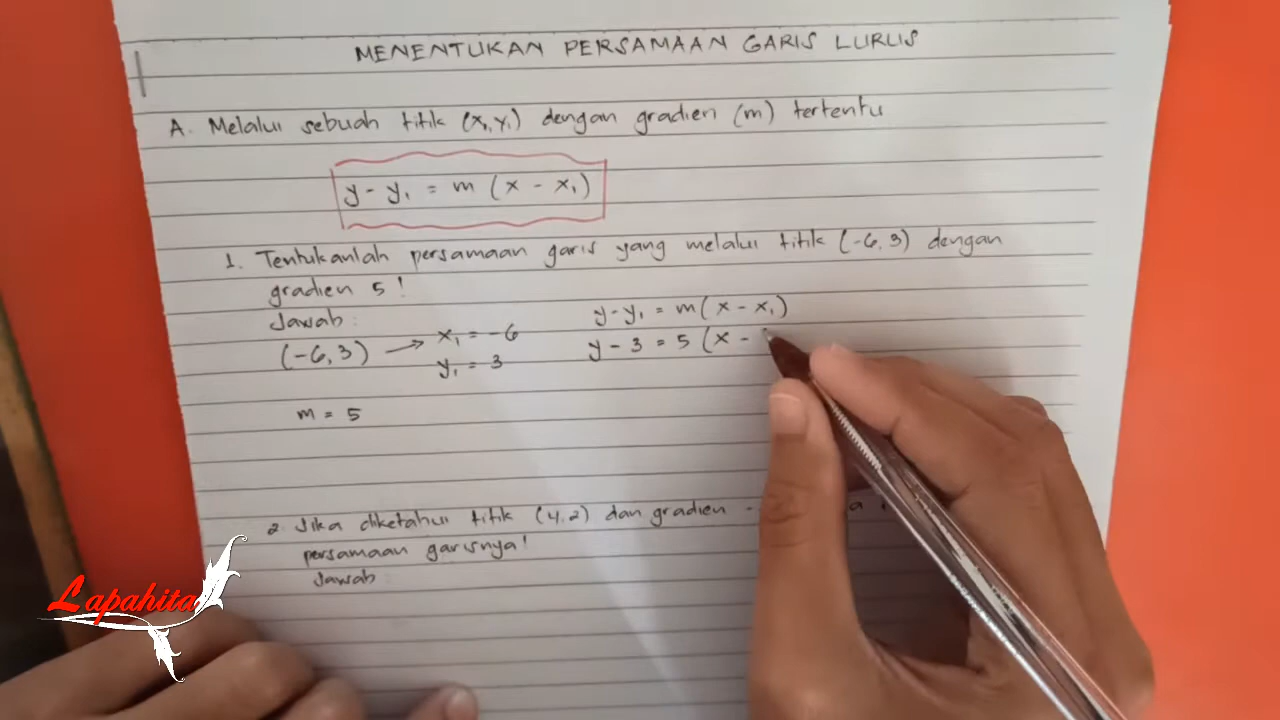 MENENTUKAN PERSAMAAN GARIS LURUS
A. Melalui sebuah titik (x₁, y₁) dengan gradien (m) tertentu
y - y₁ = m (x - x₁)
1. Tentukanlah persamaan garis yang melalui titik (-6, 3) dengan
gradien 5 !
Jawab :
(-6, 3) → x₁ = -6
y₁ = 3
m = 5
y - y₁ = m (x - x₁)
y - 3 = 5 (x -
2. Jika diketahui titik (4, 2) dan gradien -
persamaan garisnya!
Jawab
Lapahita